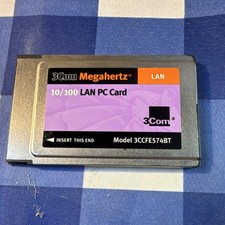 3Com Megahertz® LAN
10/100 LAN PC Card
3Com
◄ INSERT THIS END Model 3CCFE574BT